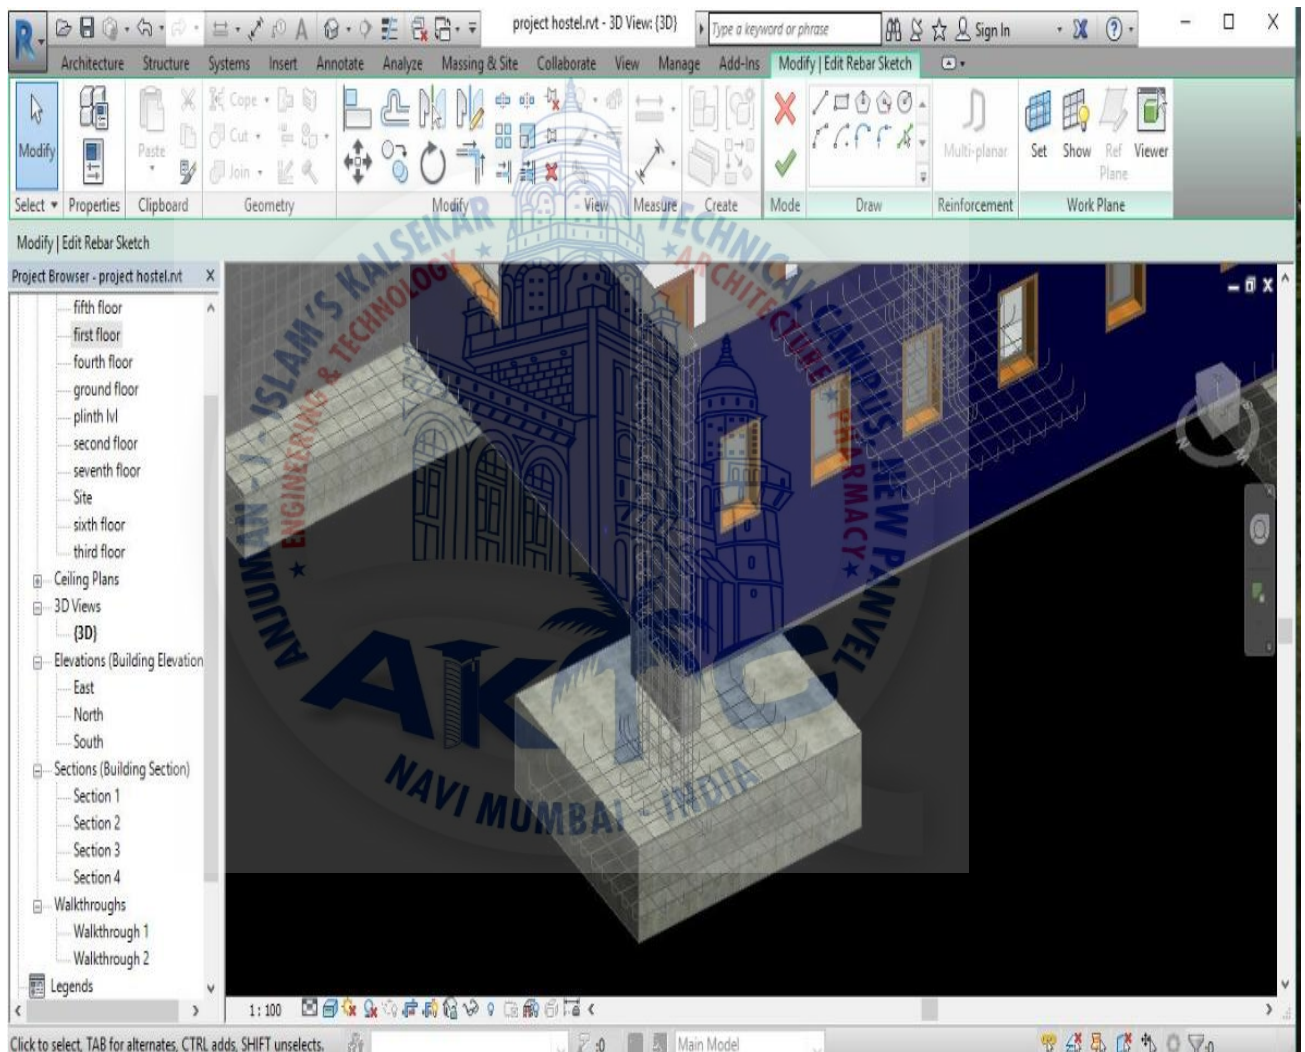 project hostel.rvt - 3D View: {3D}
Type a keyword or phrase
Sign In
Architecture Structure Systems Insert Annotate Analyze Massing & Site Collaborate View Manage Add-Ins Modify | Edit Rebar Sketch
Modify
Paste
Cope
Cut
Join
Multi-planar
Set Show Ref Plane Viewer
Select Properties Clipboard Geometry Modify View Measure Create Mode Draw Reinforcement Work Plane
Modify | Edit Rebar Sketch
Project Browser - project hostel.rvt
fifth floor
first floor
fourth floor
ground floor
plinth lvl
second floor
seventh floor
Site
sixth floor
third floor
Ceiling Plans
3D Views
{3D}
Elevations (Building Elevation
East
North
South
Sections (Building Section)
Section 1
Section 2
Section 3
Section 4
Walkthroughs
Walkthrough 1
Walkthrough 2
Legends
ANJUMAN - I - ISLAM'S KALSEKAR TECHNICAL CAMPUS, NEW PANVEL
ENGINEERING & TECHNOLOGY ★ ★ ARCHITECTURE ★ PHARMACY ★
AKTC
NAVI MUMBAI - INDIA
1 : 100
Click to select, TAB for alternates, CTRL adds, SHIFT unselects.
:0
Main Model
:0